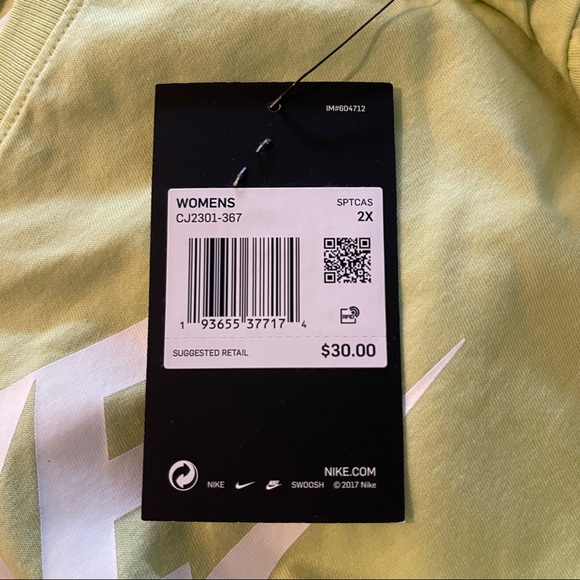 IM#604712
WOMENS SPTCAS
CJ2301-367 2X
1 93655 37717 4
RFID
SUGGESTED RETAIL $30.00
NIKE.COM
NIKE SWOOSH © 2017 Nike